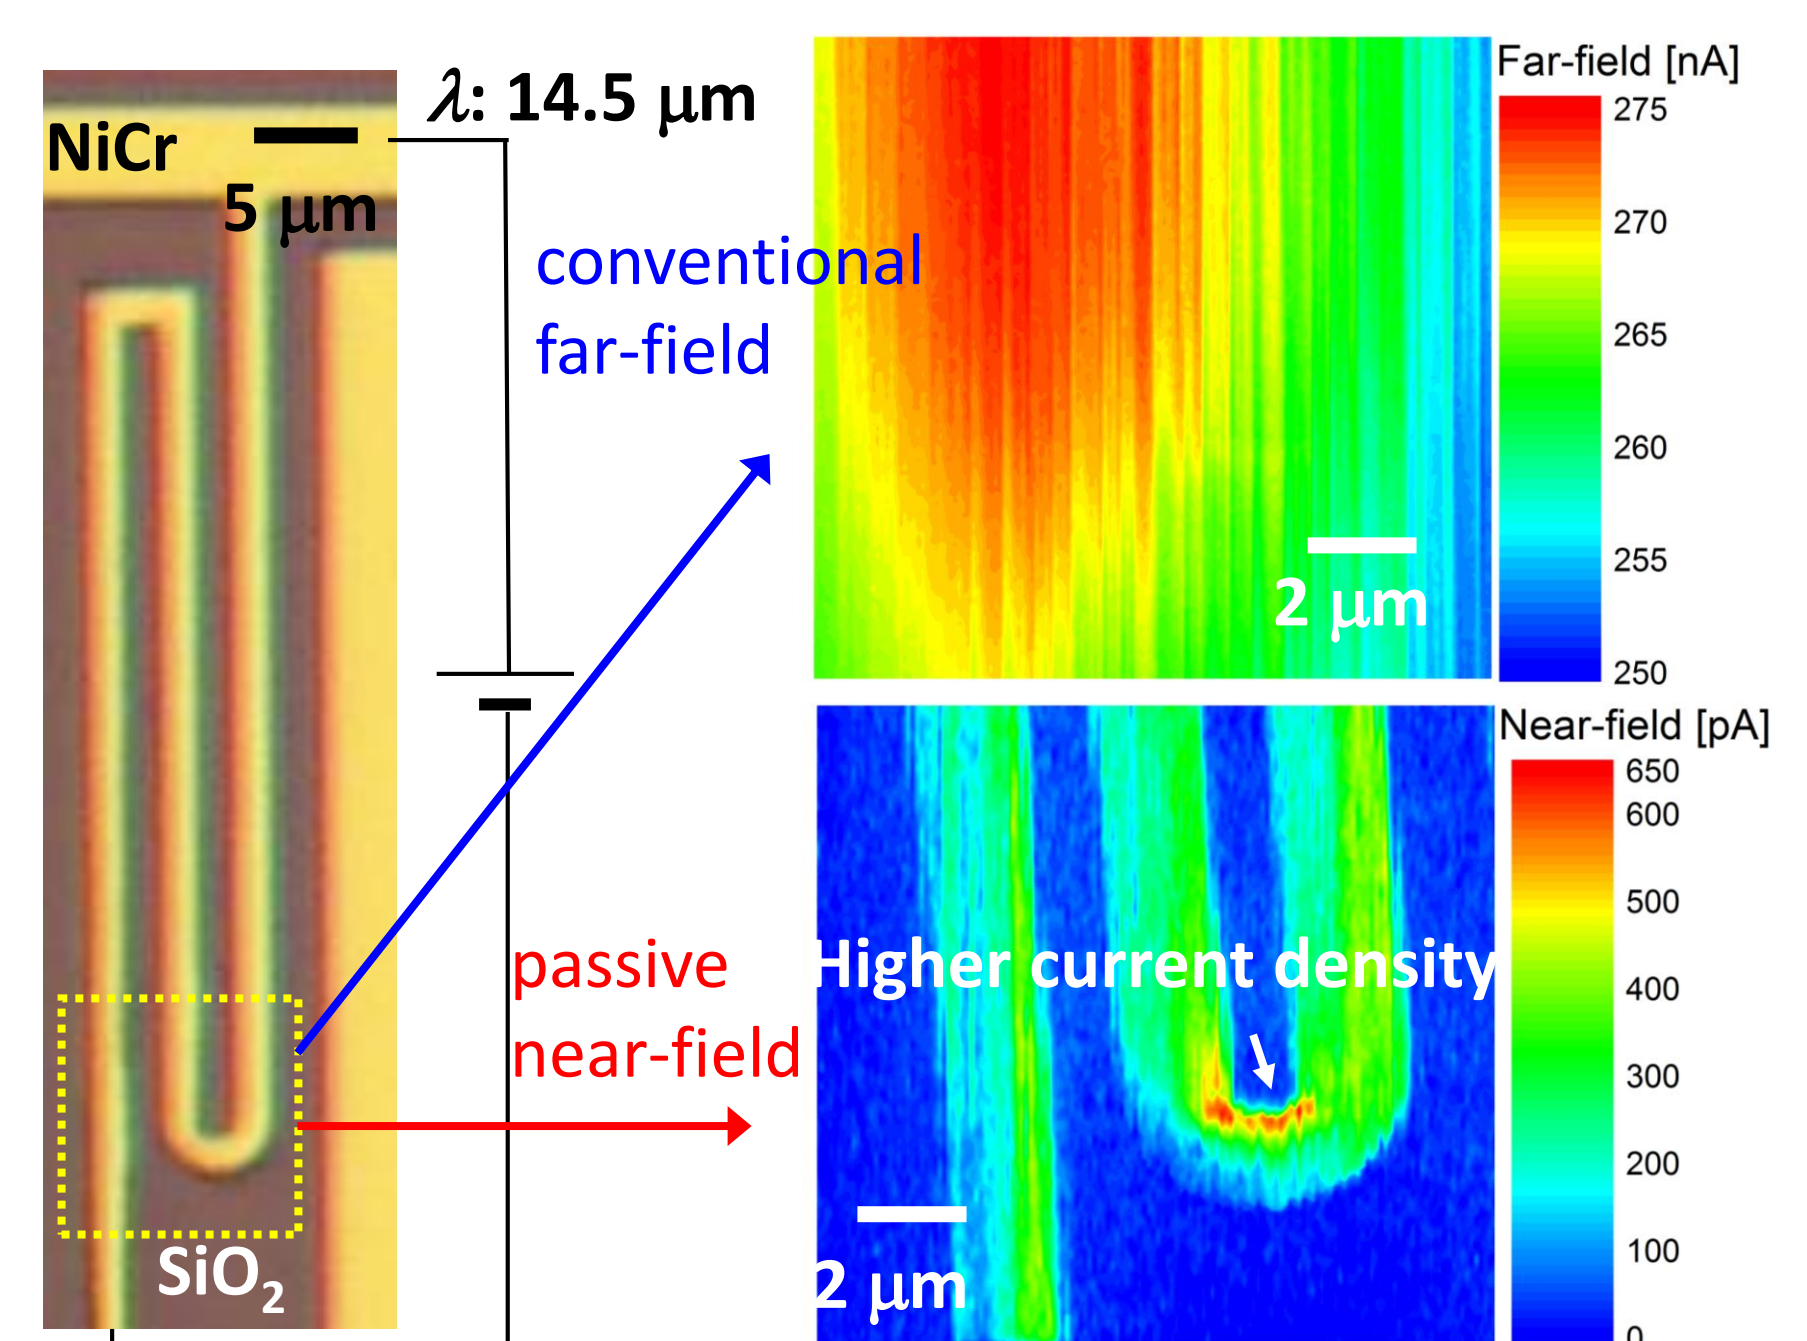 NiCr
5 μm
λ: 14.5 μm
conventional
far-field
2 μm
Far-field [nA]
275
270
265
260
255
250
passive
near-field
SiO₂
Higher current density
2 μm
Near-field [pA]
650
600
500
400
300
200
100
0